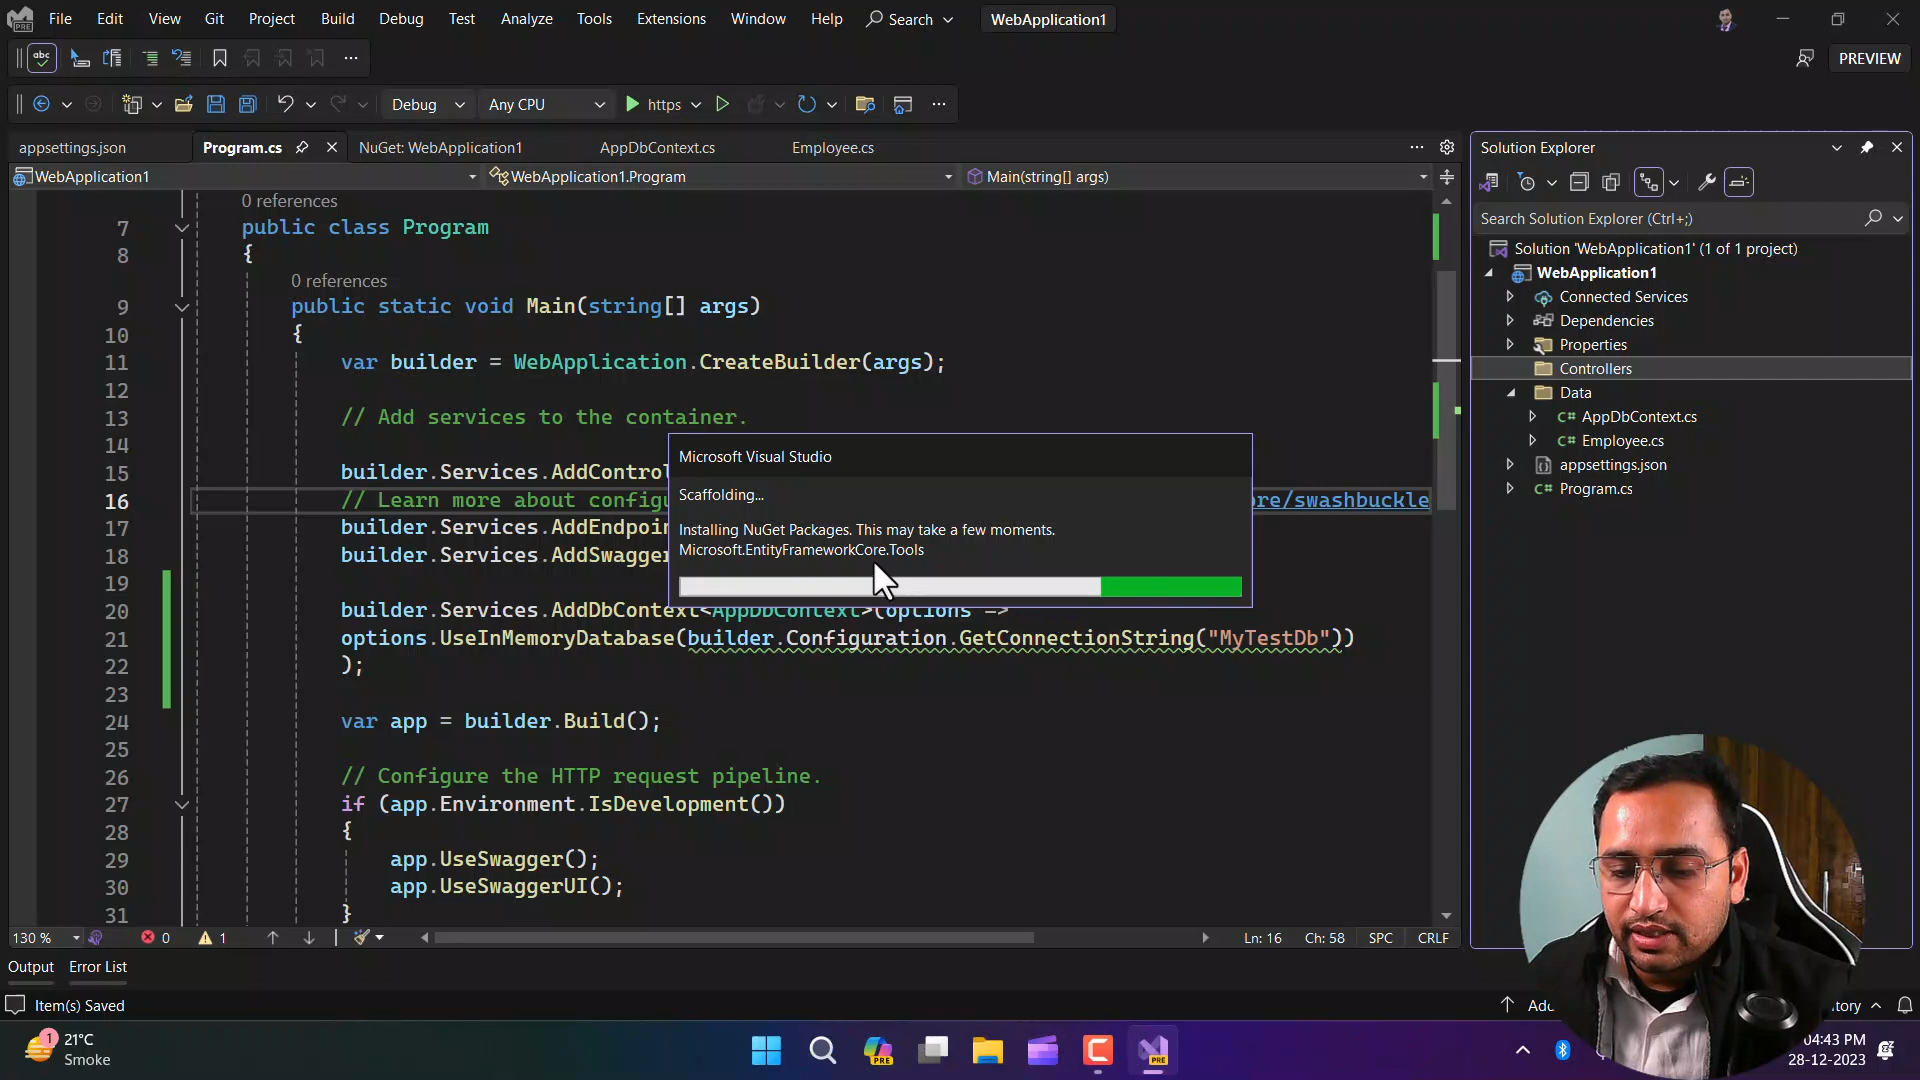 File Edit View Git Project Build Debug Test Analyze Tools Extensions Window Help Search WebApplication1
abc
PREVIEW
Debug Any CPU https
appsettings.json Program.cs NuGet: WebApplication1 AppDbContext.cs Employee.cs
WebApplication1 WebApplication1.Program Main(string[] args)
0 references
7 public class Program
8 {
0 references
9 public static void Main(string[] args)
10 {
11 var builder = WebApplication.CreateBuilder(args);
12
13 // Add services to the container.
14
15 builder.Services.AddControl
16 // Learn more about configu ore/swashbuckle
17 builder.Services.AddEndpoin
18 builder.Services.AddSwagger
19
20 builder.Services.AddDbContext<AppDbContext>(options =>
21 options.UseInMemoryDatabase(builder.Configuration.GetConnectionString("MyTestDb"))
22 );
23
24 var app = builder.Build();
25
26 // Configure the HTTP request pipeline.
27 if (app.Environment.IsDevelopment())
28 {
29 app.UseSwagger();
30 app.UseSwaggerUI();
31 }
Microsoft Visual Studio
Scaffolding...
Installing NuGet Packages. This may take a few moments.
Microsoft.EntityFrameworkCore.Tools
130 % 0 1 Ln: 16 Ch: 58 SPC CRLF
Solution Explorer
Search Solution Explorer (Ctrl+;)
Solution 'WebApplication1' (1 of 1 project)
WebApplication1
Connected Services
Dependencies
Properties
Controllers
Data
C# AppDbContext.cs
C# Employee.cs
appsettings.json
C# Program.cs
Output Error List
Item(s) Saved
1
21°C
Smoke
PRE
PRE
04:43 PM
28-12-2023